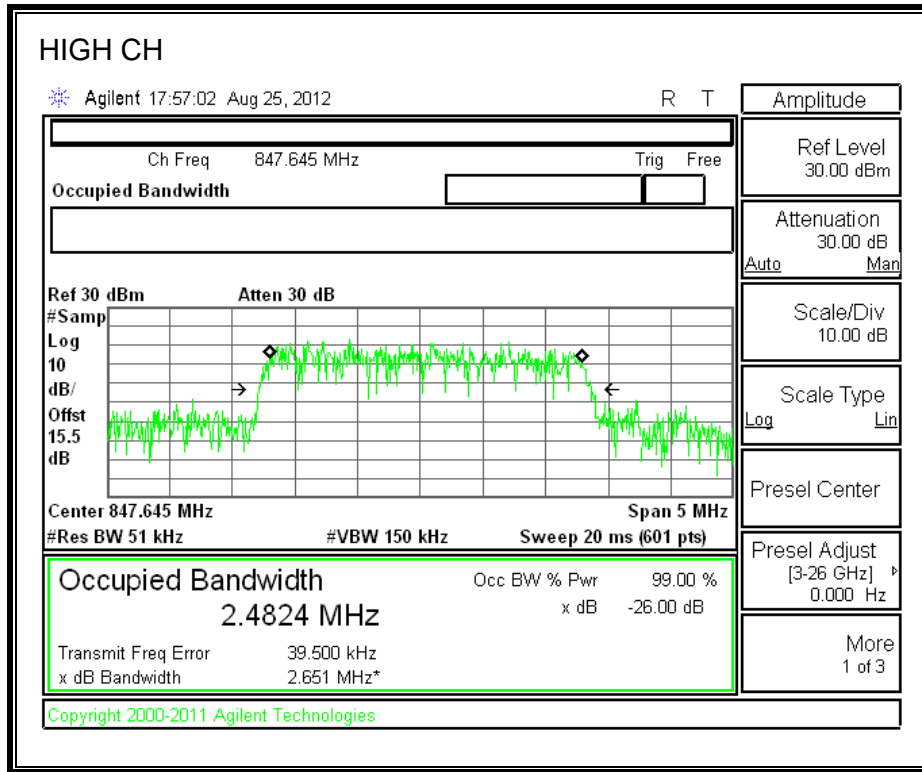 HIGH CH
Agilent 17:57:02 Aug 25, 2012 R T
Ch Freq 847.645 MHz Trig Free
Occupied Bandwidth
Ref 30 dBm Atten 30 dB
#Samp
Log
10
dB/
Offst
15.5
dB
Center 847.645 MHz Span 5 MHz
#Res BW 51 kHz #VBW 150 kHz Sweep 20 ms (601 pts)
Occupied Bandwidth Occ BW % Pwr 99.00 %
2.4824 MHz x dB -26.00 dB
Transmit Freq Error 39.500 kHz
x dB Bandwidth 2.651 MHz*
Copyright 2000-2011 Agilent Technologies
Amplitude
Ref Level
30.00 dBm
Attenuation
30.00 dB
Auto Man
Scale/Div
10.00 dB
Scale Type
Log Lin
Presel Center
Presel Adjust
[3-26 GHz]
0.000 Hz
More
1 of 3